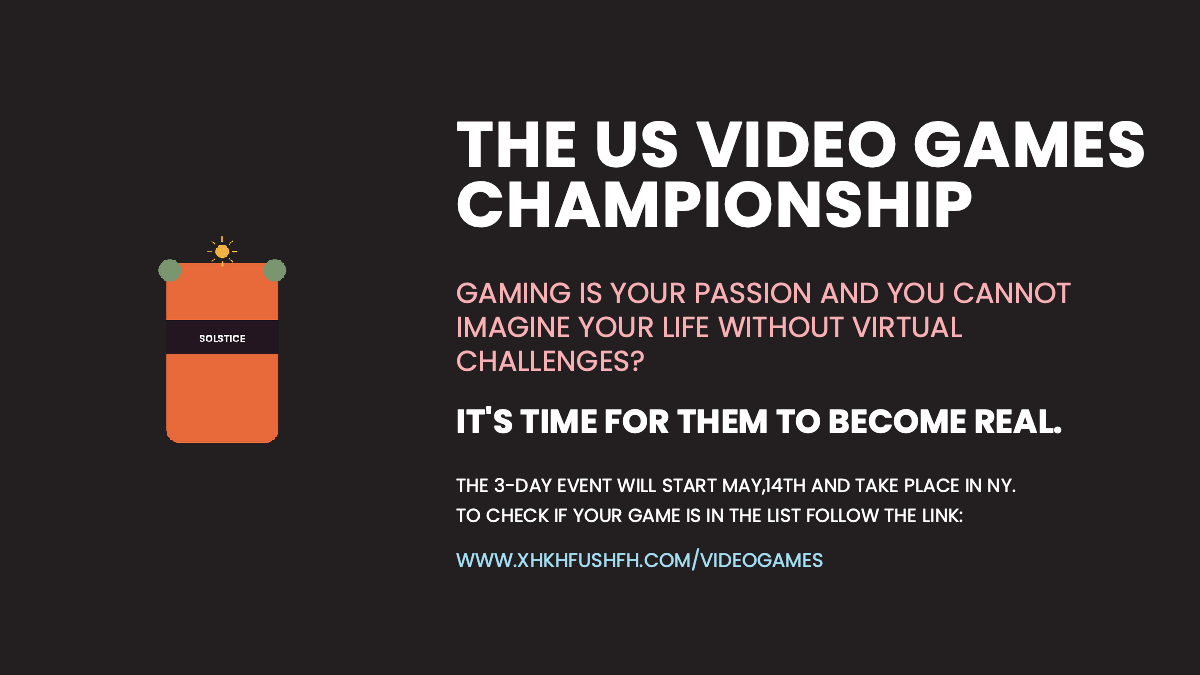 THE US VIDEO GAMES
CHAMPIONSHIP
SOLSTICE
GAMING IS YOUR PASSION AND YOU CANNOT
IMAGINE YOUR LIFE WITHOUT VIRTUAL
CHALLENGES?
IT'S TIME FOR THEM TO BECOME REAL.
THE 3-DAY EVENT WILL START MAY,14TH AND TAKE PLACE IN NY.
TO CHECK IF YOUR GAME IS IN THE LIST FOLLOW THE LINK:
WWW.XHKHFUSHFH.COM/VIDEOGAMES